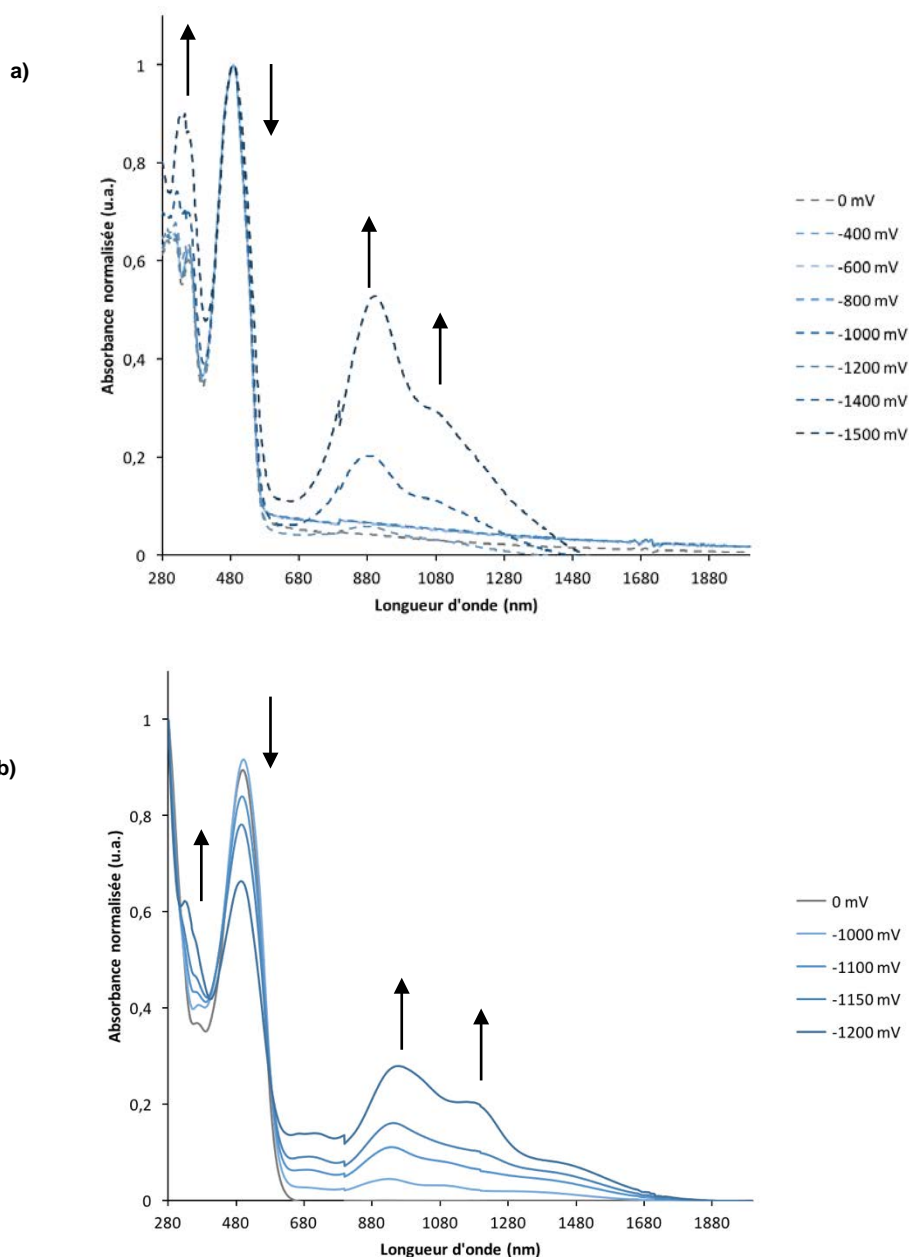 a)
Absorbance normalisée (u.a.)
1
0,8
0,6
0,4
0,2
0
280 480 680 880 1080 1280 1480 1680 1880
Longueur d'onde (nm)
0 mV
-400 mV
-600 mV
-800 mV
-1000 mV
-1200 mV
-1400 mV
-1500 mV
b)
Absorbance normalisée (u.a.)
1
0,8
0,6
0,4
0,2
0
280 480 680 880 1080 1280 1480 1680 1880
Longueur d'onde (nm)
0 mV
-1000 mV
-1100 mV
-1150 mV
-1200 mV